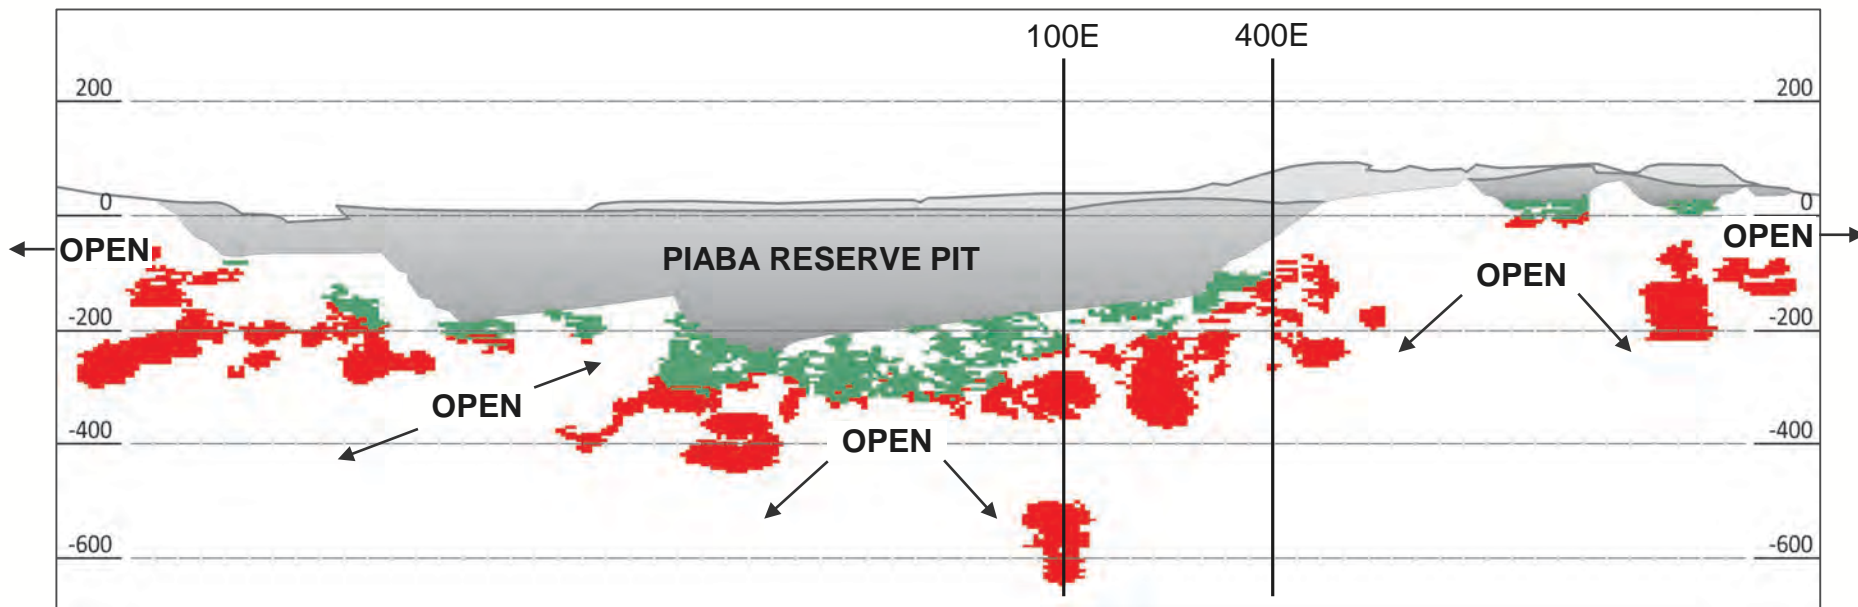 100E 400E
200 200
0 0
OPEN OPEN
PIABA RESERVE PIT
OPEN
-200 -200
OPEN
-400 OPEN -400
-600 -600